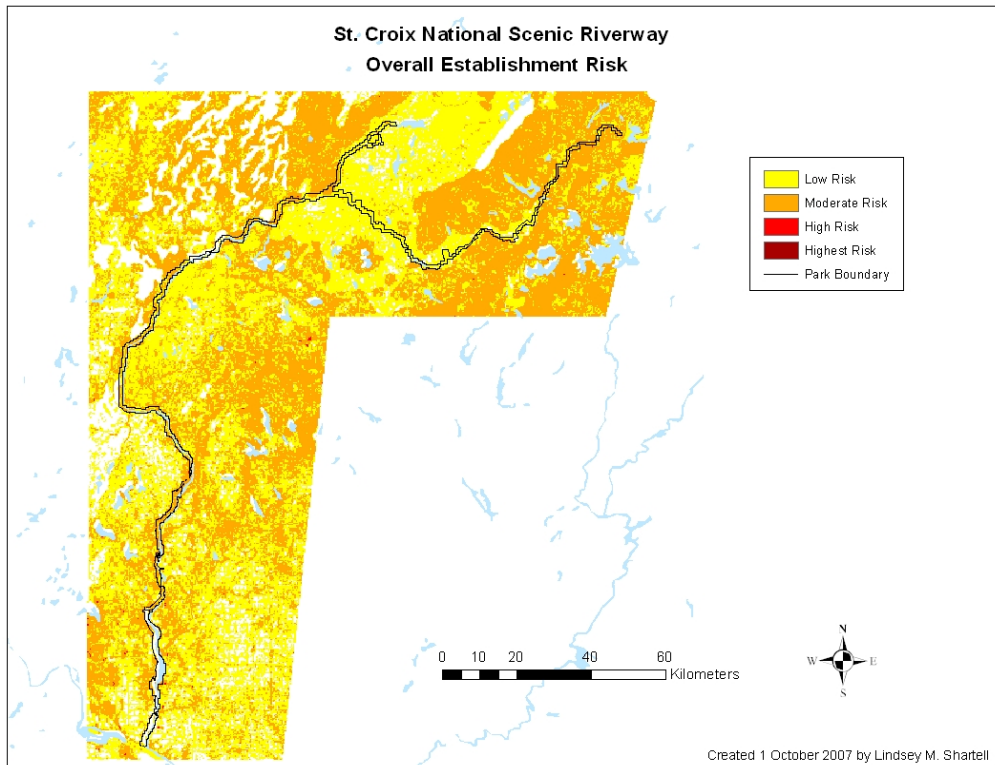 St. Croix National Scenic Riverway
Overall Establishment Risk
Low Risk
Moderate Risk
High Risk
Highest Risk
Park Boundary
0 10 20 40 60
Kilometers
N
W E
S
Created 1 October 2007 by Lindsey M. Shartell